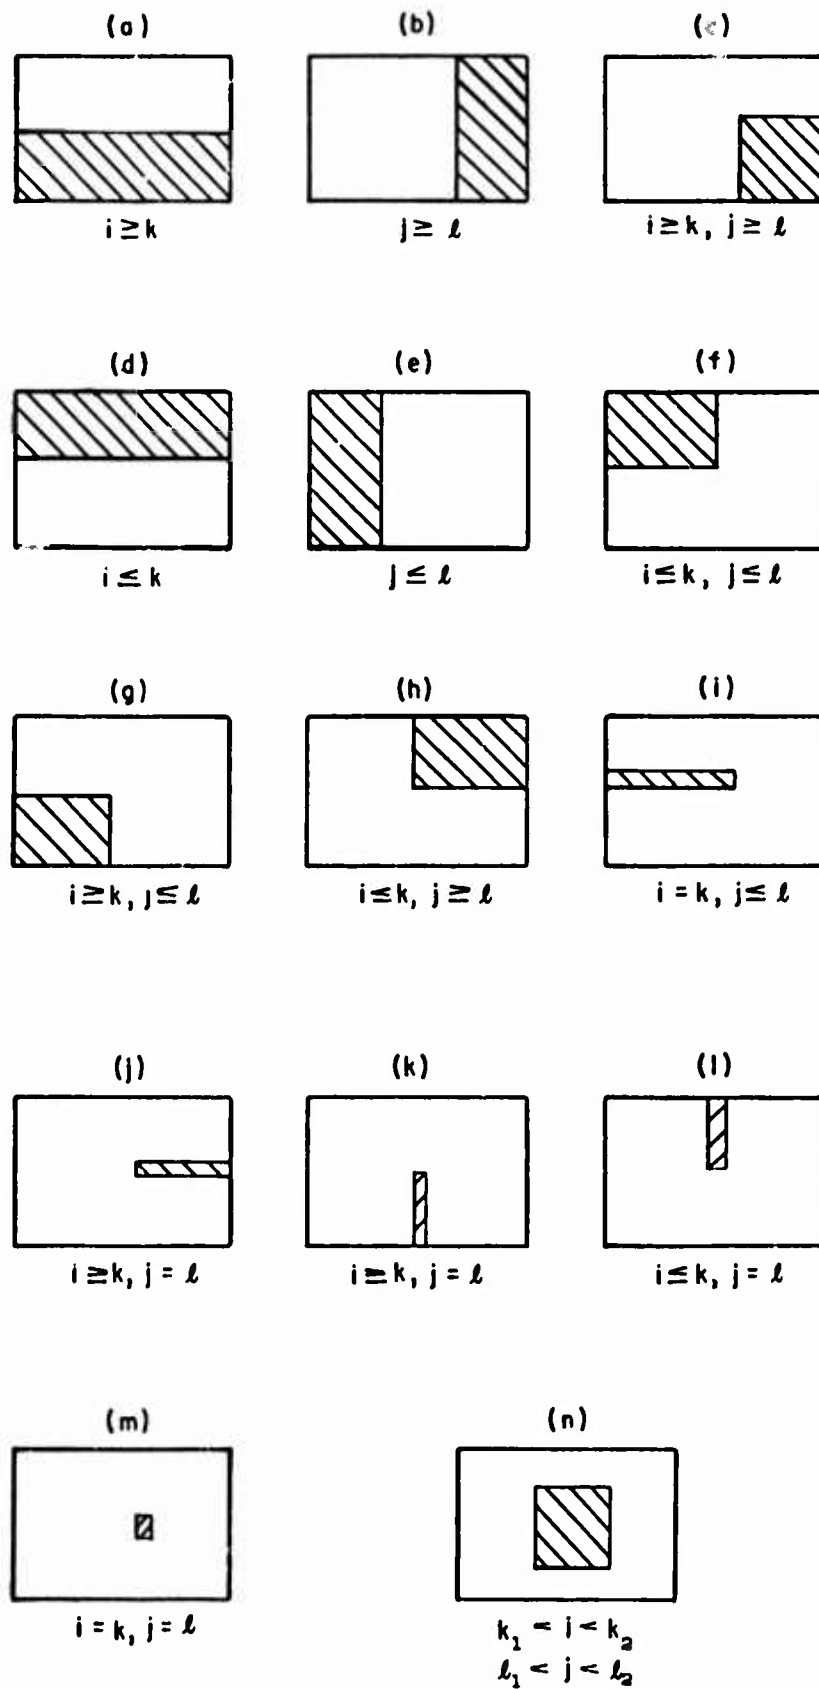 (a) (b) (c)
i ≥ k j ≥ ℓ i ≥ k, j ≥ ℓ
(d) (e) (f)
i ≤ k j ≤ ℓ i ≤ k, j ≤ ℓ
(g) (h) (i)
i ≥ k, j ≤ ℓ i ≤ k, j ≥ ℓ i = k, j ≤ ℓ
(j) (k) (l)
i ≥ k, j = ℓ i ≥ k, j = ℓ i ≤ k, j = ℓ
(m) (n)
i = k, j = ℓ k₁ < i < k₂
ℓ₁ < j < ℓ₂